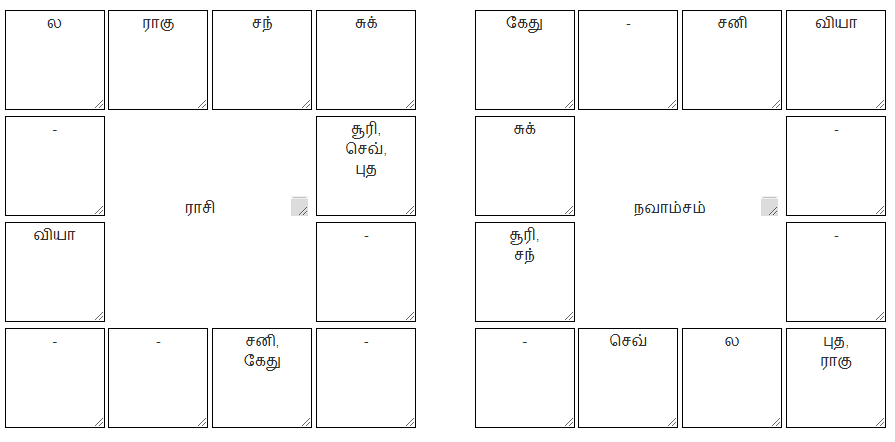 ல
ராகு
சந்
சுக்
-
சூரி,
செவ்,
புத
ராசி
வியா
-
-
-
சனி,
கேது
-
கேது
-
சனி
வியா
சுக்
-
நவாம்சம்
சூரி,
சந்
-
-
செவ்
ல
புத,
ராகு